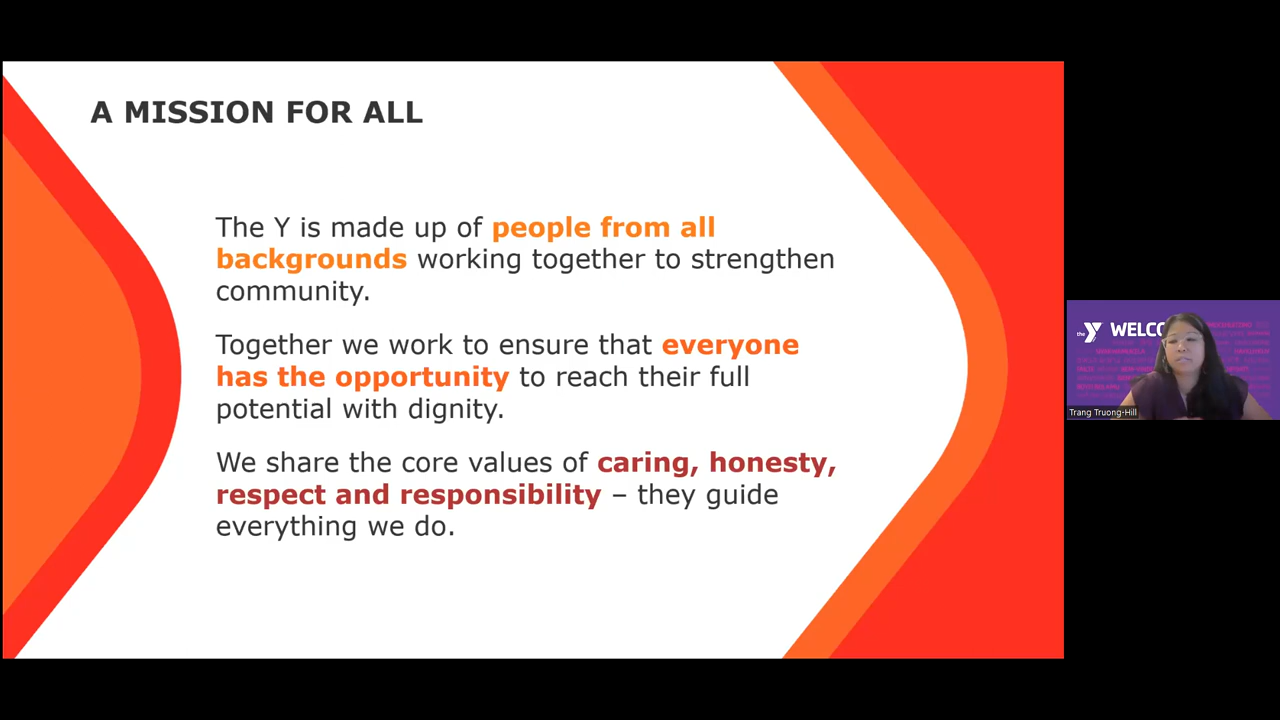 A MISSION FOR ALL
The Y is made up of people from all
backgrounds working together to strengthen
community.
Together we work to ensure that everyone
has the opportunity to reach their full
potential with dignity.
We share the core values of caring, honesty,
respect and responsibility – they guide
everything we do.
the Y WELCO
Trang Truong-Hill